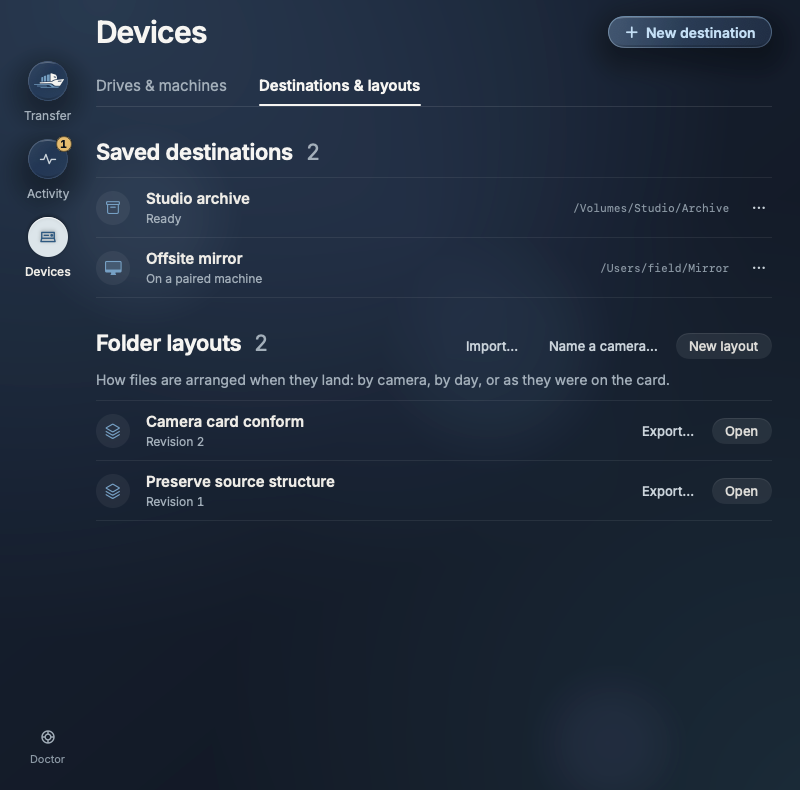 Devices
+ New destination
Drives & machines
Destinations & layouts
Transfer
1
Activity
Devices
Saved destinations 2
Studio archive
Ready
/Volumes/Studio/Archive
Offsite mirror
On a paired machine
/Users/field/Mirror
Folder layouts 2
Import...
Name a camera...
New layout
How files are arranged when they land: by camera, by day, or as they were on the card.
Camera card conform
Revision 2
Export...
Open
Preserve source structure
Revision 1
Export...
Open
Doctor